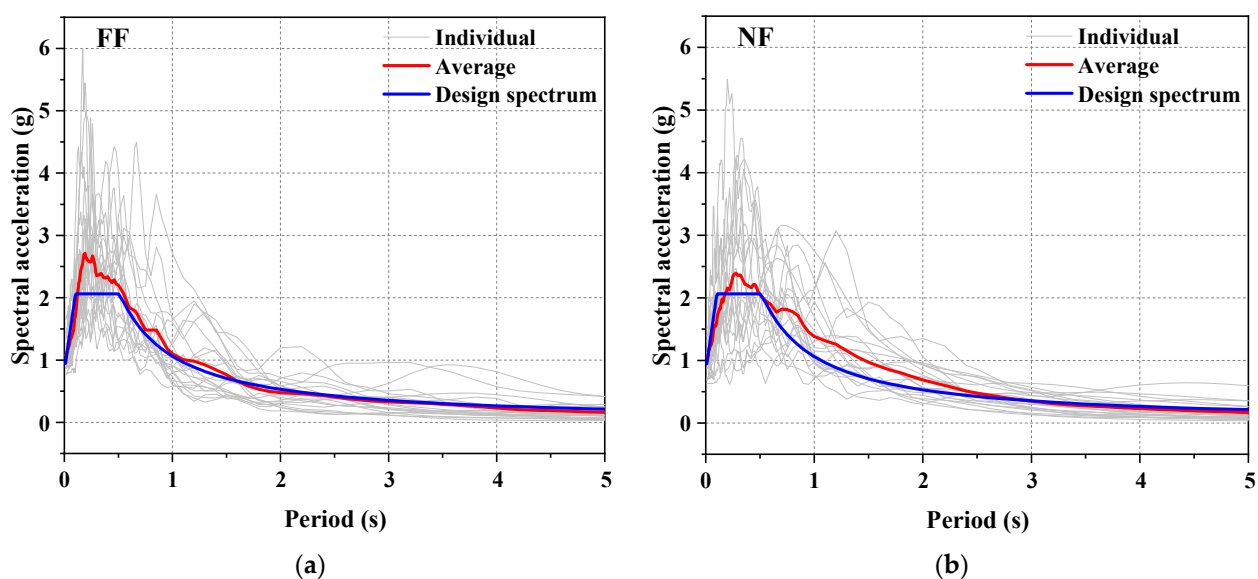 FF
Individual
Average
Design spectrum
Spectral acceleration (g)
6
5
4
3
2
1
0
0 1 2 3 4 5
Period (s)
(a)
NF
Individual
Average
Design spectrum
Spectral acceleration (g)
6
5
4
3
2
1
0
0 1 2 3 4 5
Period (s)
(b)